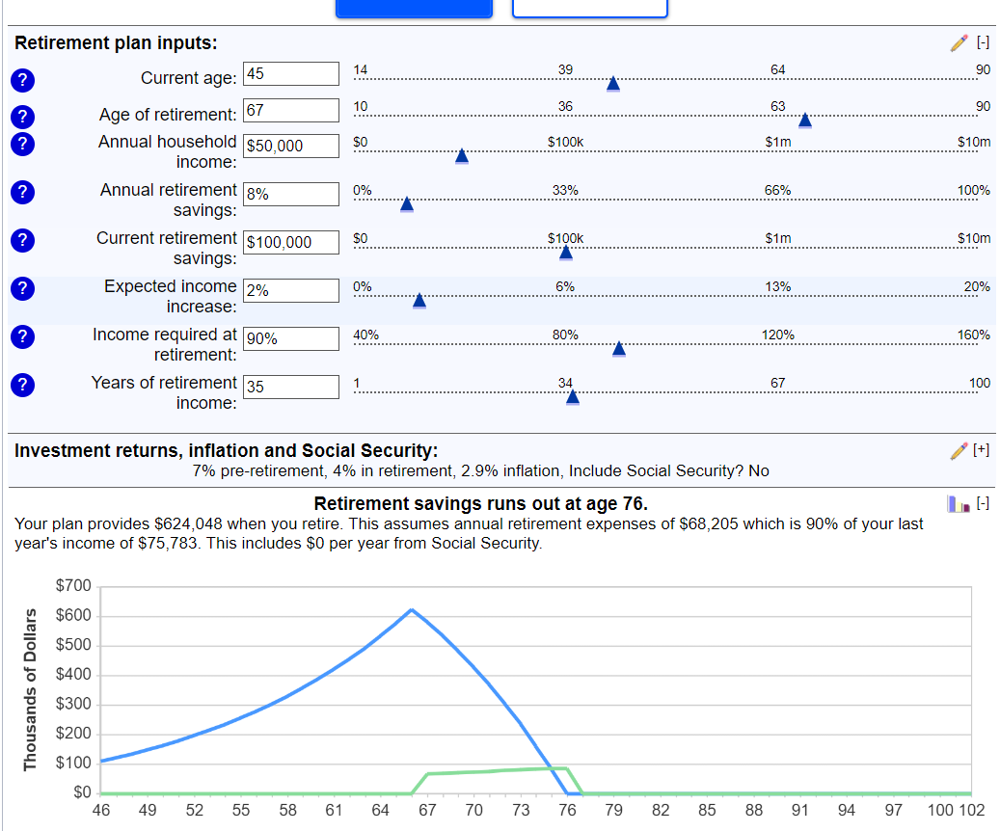 Retirement plan inputs:
[-]
? Current age: 45 14 39 64 90
? Age of retirement: 67 10 36 63 90
? Annual household income: $50,000 $0 $100k $1m $10m
? Annual retirement savings: 8% 0% 33% 66% 100%
? Current retirement savings: $100,000 $0 $100k $1m $10m
? Expected income increase: 2% 0% 6% 13% 20%
? Income required at retirement: 90% 40% 80% 120% 160%
? Years of retirement income: 35 1 34 67 100
Investment returns, inflation and Social Security:
[+]
7% pre-retirement, 4% in retirement, 2.9% inflation, Include Social Security? No
Retirement savings runs out at age 76.
[-]
Your plan provides $624,048 when you retire. This assumes annual retirement expenses of $68,205 which is 90% of your last
year's income of $75,783. This includes $0 per year from Social Security.
Thousands of Dollars
$700
$600
$500
$400
$300
$200
$100
$0
46 49 52 55 58 61 64 67 70 73 76 79 82 85 88 91 94 97 100 102